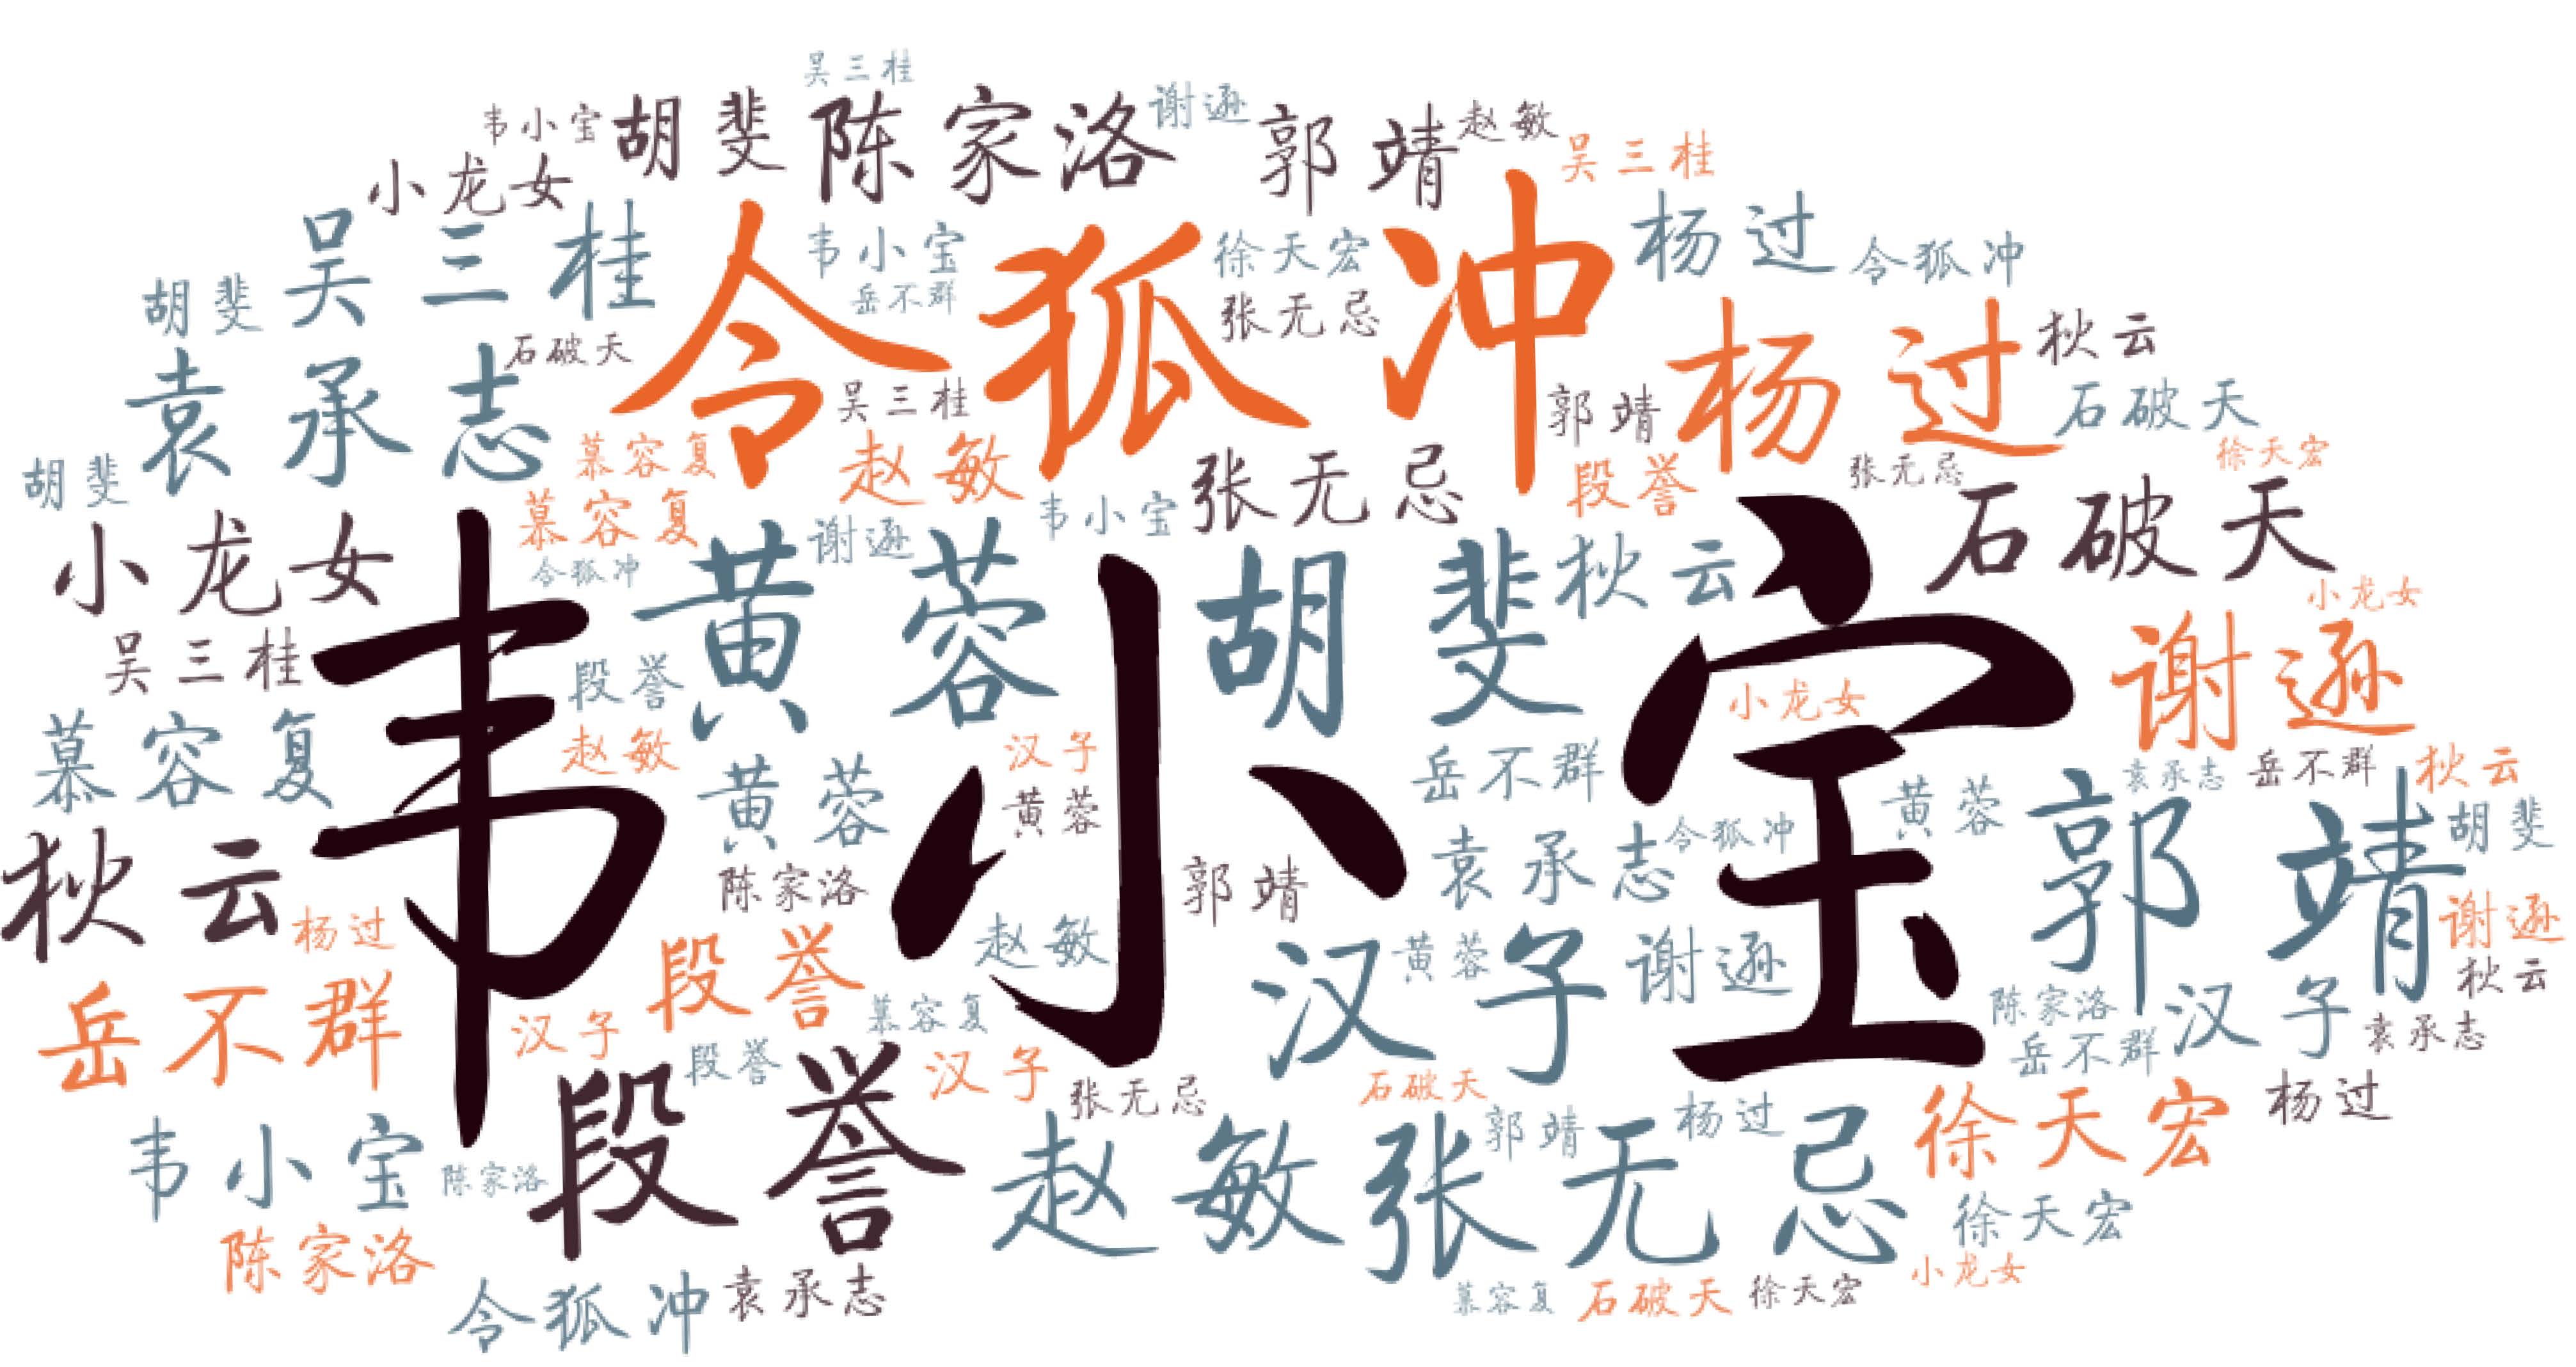 吴三桂
韦小宝
胡斐
陈家洛
谢逊
郭靖
赵敏
吴三桂
小龙女
吴三桂
令狐冲
韦小宝
徐天宏
杨过
令狐冲
胡斐
岳不群
张无忌
杨过
秋云
石破天
袁承志
吴三桂
郭靖
石破天
胡斐
慕容复
赵敏
张无忌
段誉
张无忌
徐天宏
小龙女
慕容复
韦小宝
石破天
谢逊
令狐冲
韦小宝
黄蓉
胡斐
秋云
小龙女
吴三桂
段誉
小龙女
谢逊
慕容复
赵敏
汉子
岳不群
袁承志
岳不群
秋云
黄蓉
黄蓉
黄蓉
郭靖
胡斐
秋云
陈家洛
郭靖
袁承志
令狐冲
杨过
段誉
赵敏
汉子
黄蓉
谢逊
谢逊
秋云
岳不群
汉子
慕容复
陈家洛
汉子
袁承志
段誉
段誉
汉子
张无忌
石破天
岳不群
杨过
韦小宝
陈家洛
赵敏
张无忌
郭靖
杨过
徐天宏
陈家洛
徐天宏
令狐冲
袁承志
慕容复
石破天
徐天宏
小龙女